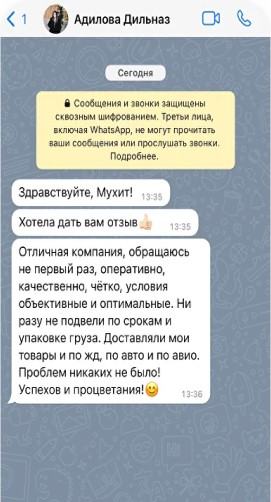 1 Адилова Дильназ
Сегодня
Сообщения и звонки защищены
сквозным шифрованием. Третьи лица,
включая WhatsApp, не могут прочитать
ваши сообщения или прослушать звонки.
Подробнее.
Здравствуйте, Мухит! 13:35
Хотела дать вам отзыв👍🏻 13:35
Отличная компания, обращаюсь
не первый раз, оперативно,
качественно, чётко, условия
объективные и оптимальные. Ни
разу не подвели по срокам и
упаковке груза. Доставляли мои
товары и по жд, по авто и по авио.
Проблем никаких не было!
Успехов и процветания!😊 13:36